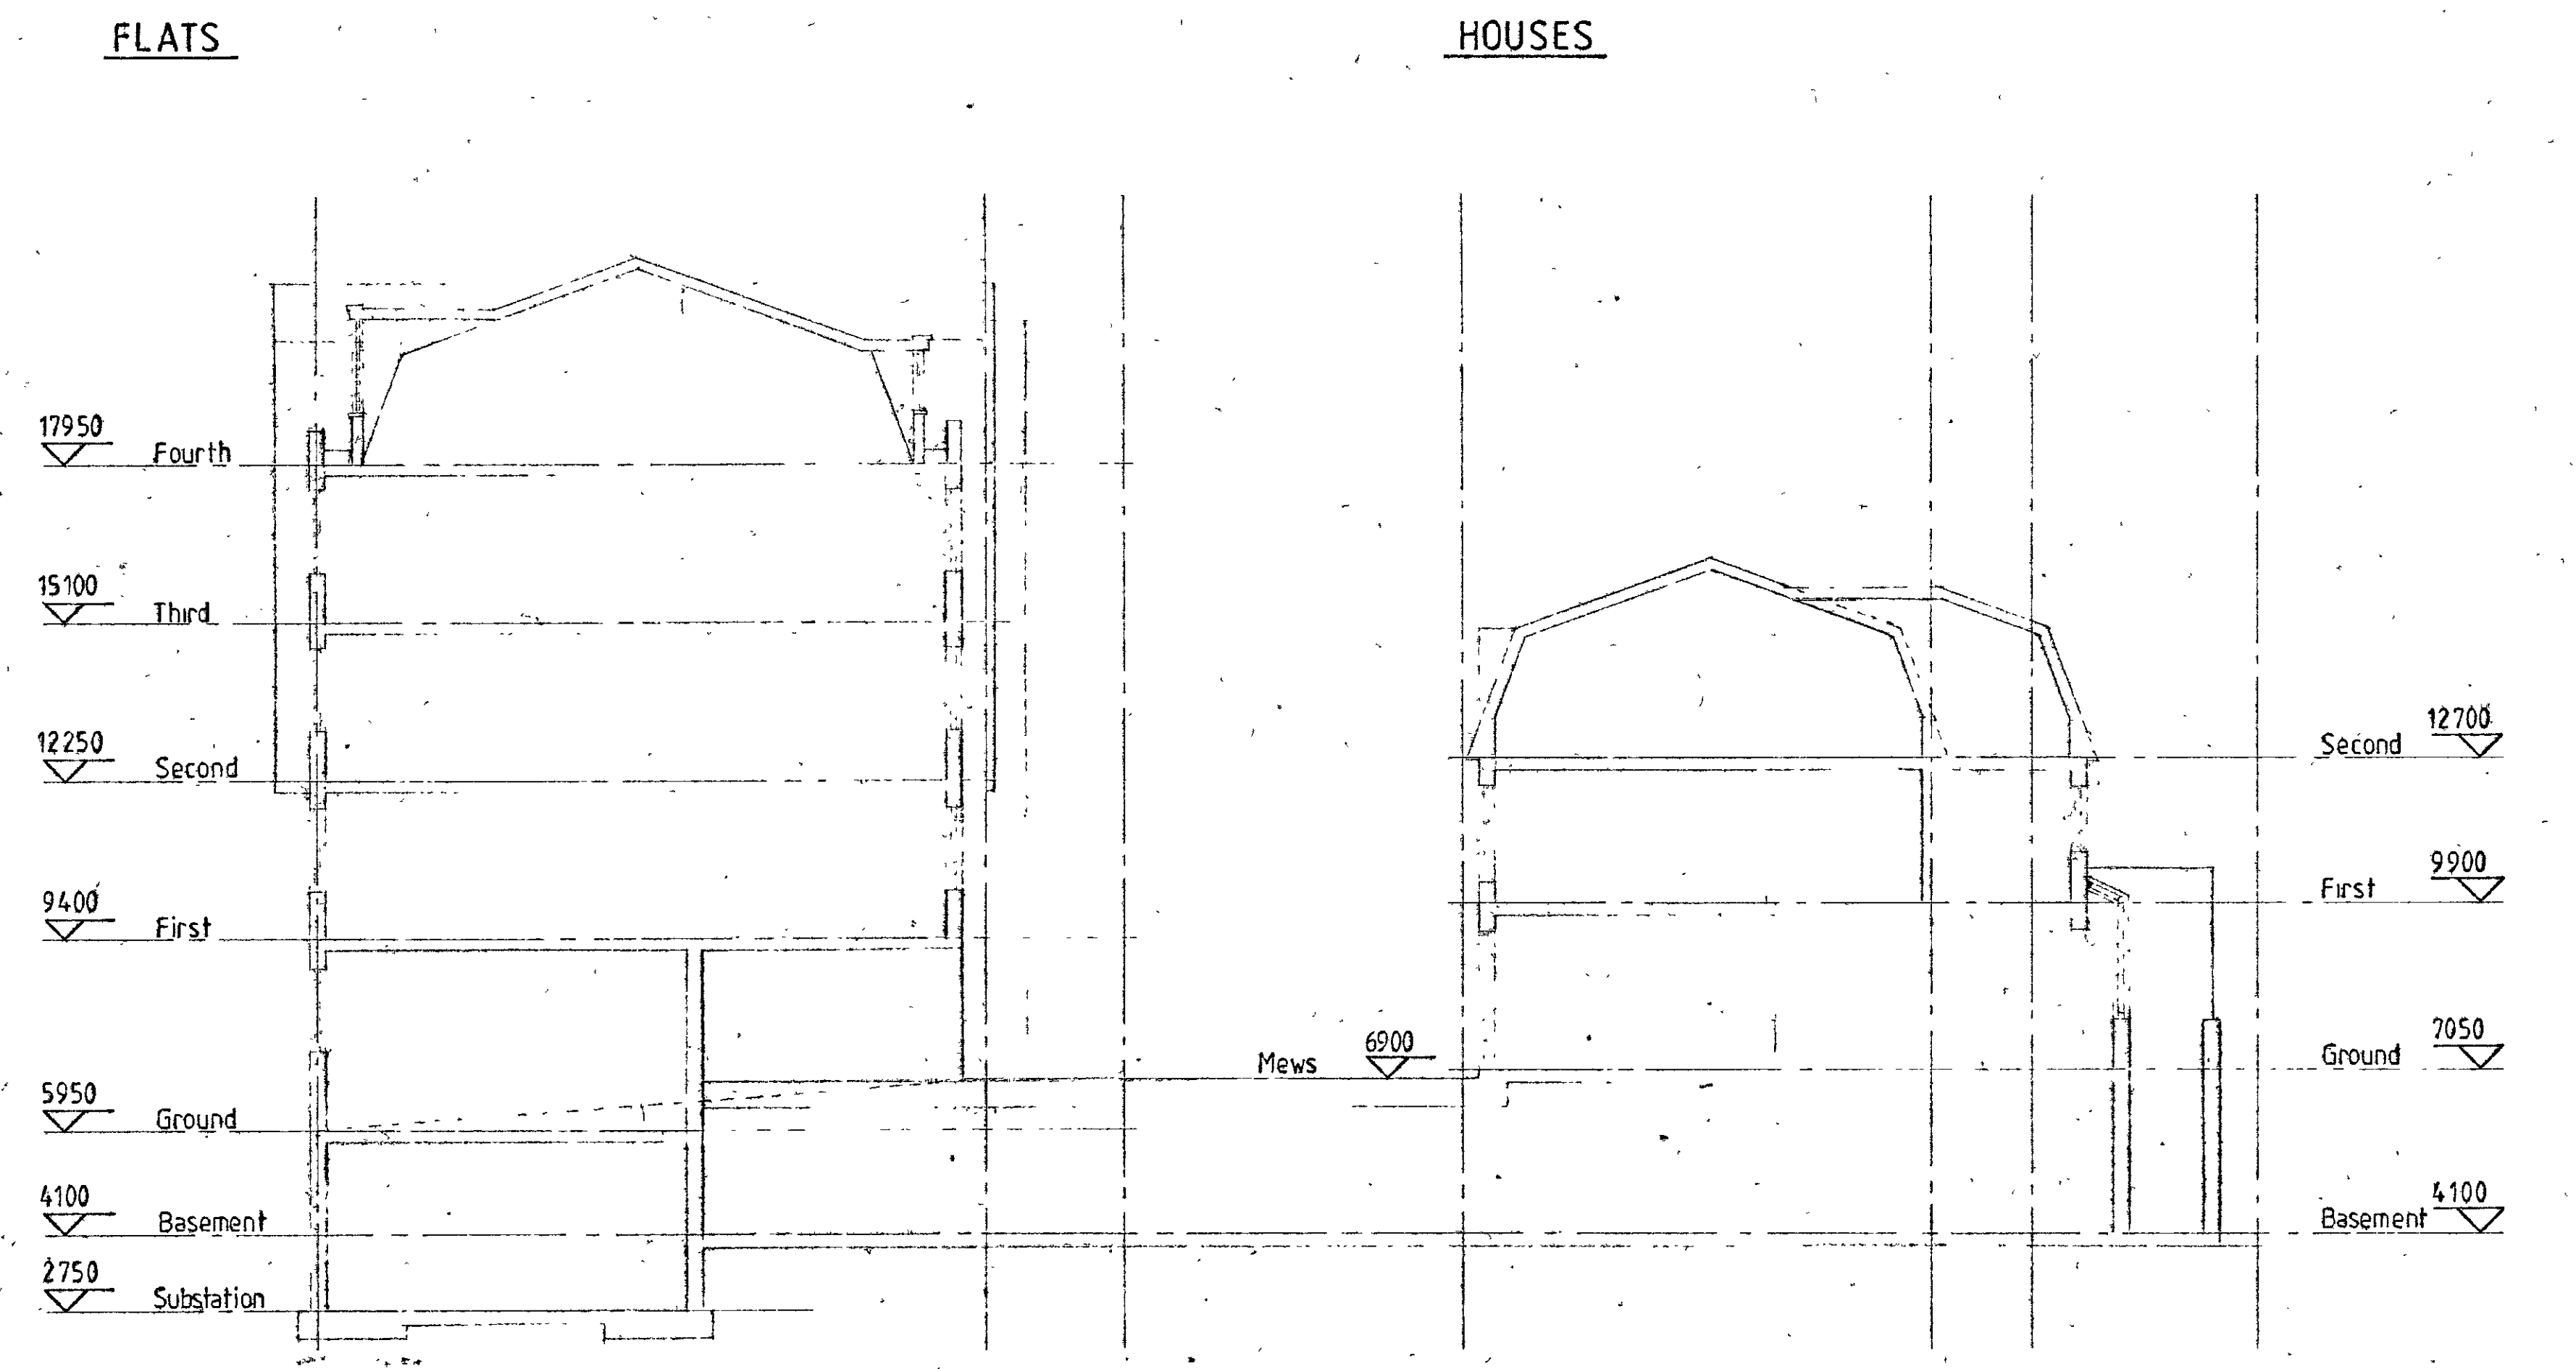 FLATS
HOUSES
17950
Fourth
15100
Third
12250
Second
9400
First
5950
Ground
4100
Basement
2750
Substation
Mews
6900
Second
12700
First
9900
Ground
7050
Basement
4100